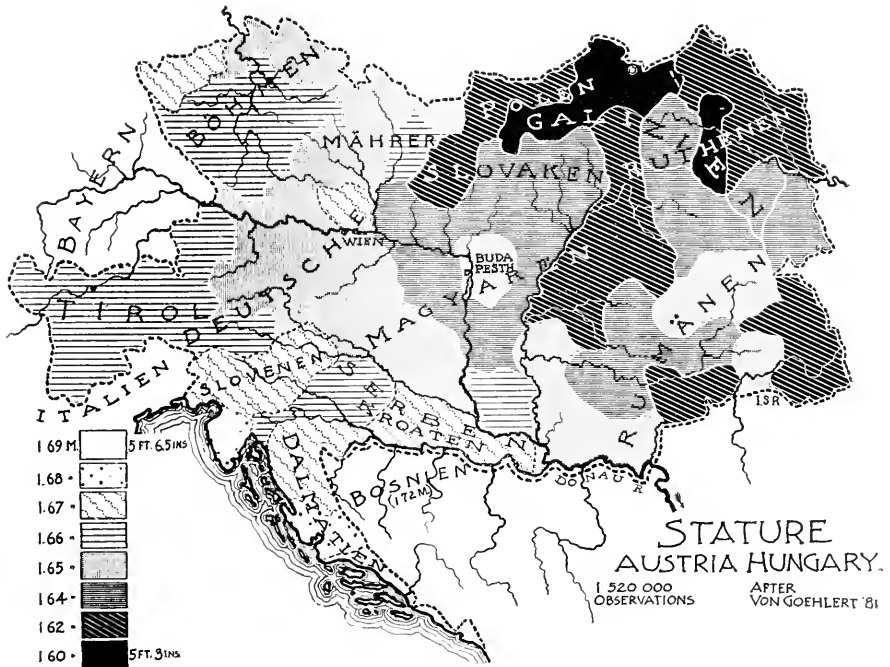 BÖHMEN
MÄHREN
POLEN
GALI
RUTHENEN
SLOVAKEN
BAYERN
WIEN
BUDA
PESTH
DEUTSCHE
TIROL
MAGYAREN
RUMÄNEN
ITALIEN
SLOVENEN
SERBEN
KROATEN
DALMATIEN
BOSNIEN
(1.72M.)
DONAU R
I.S.R
1 69 M. 5 FT. 6.5 INS
1.68 -
1.67 -
1.66 -
1.65 -
1 64 -
1 62 -
1 60 - 5 FT. 3 INS.
STATURE
AUSTRIA HUNGARY.
1 520 000
OBSERVATIONS
AFTER
VON GOEHLERT '81